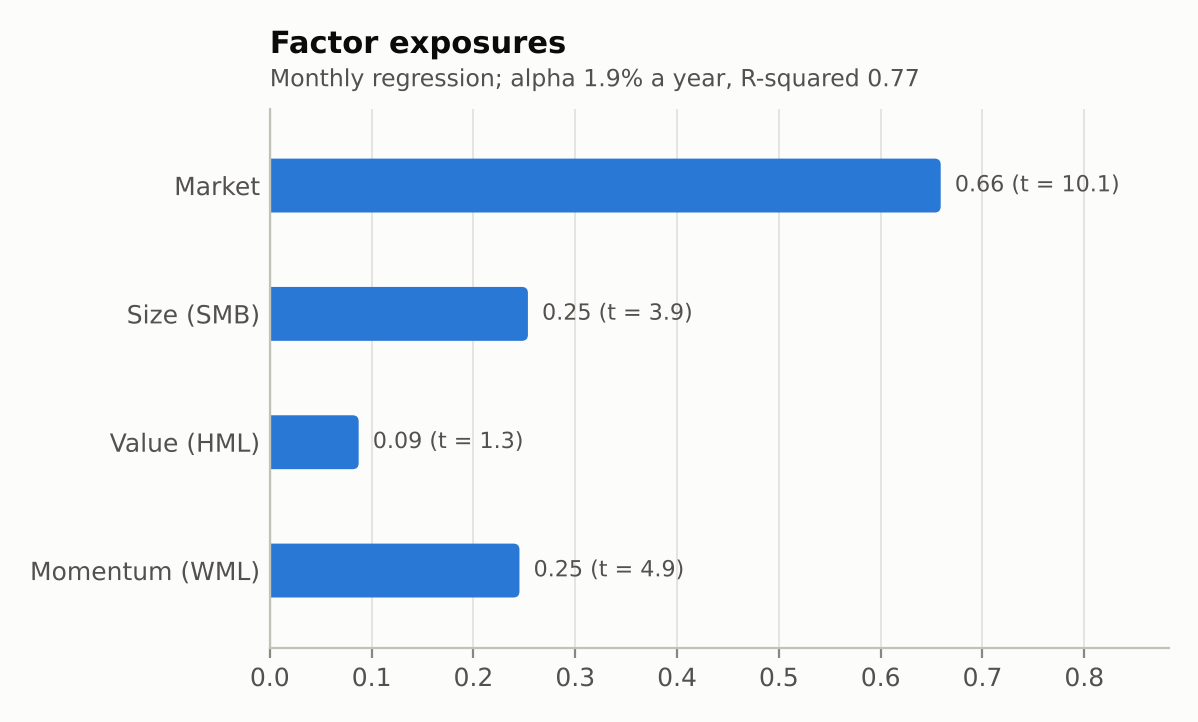 Factor exposures
Monthly regression; alpha 1.9% a year, R-squared 0.77
Market 0.66 (t = 10.1)
Size (SMB) 0.25 (t = 3.9)
Value (HML) 0.09 (t = 1.3)
Momentum (WML) 0.25 (t = 4.9)
0.0 0.1 0.2 0.3 0.4 0.5 0.6 0.7 0.8